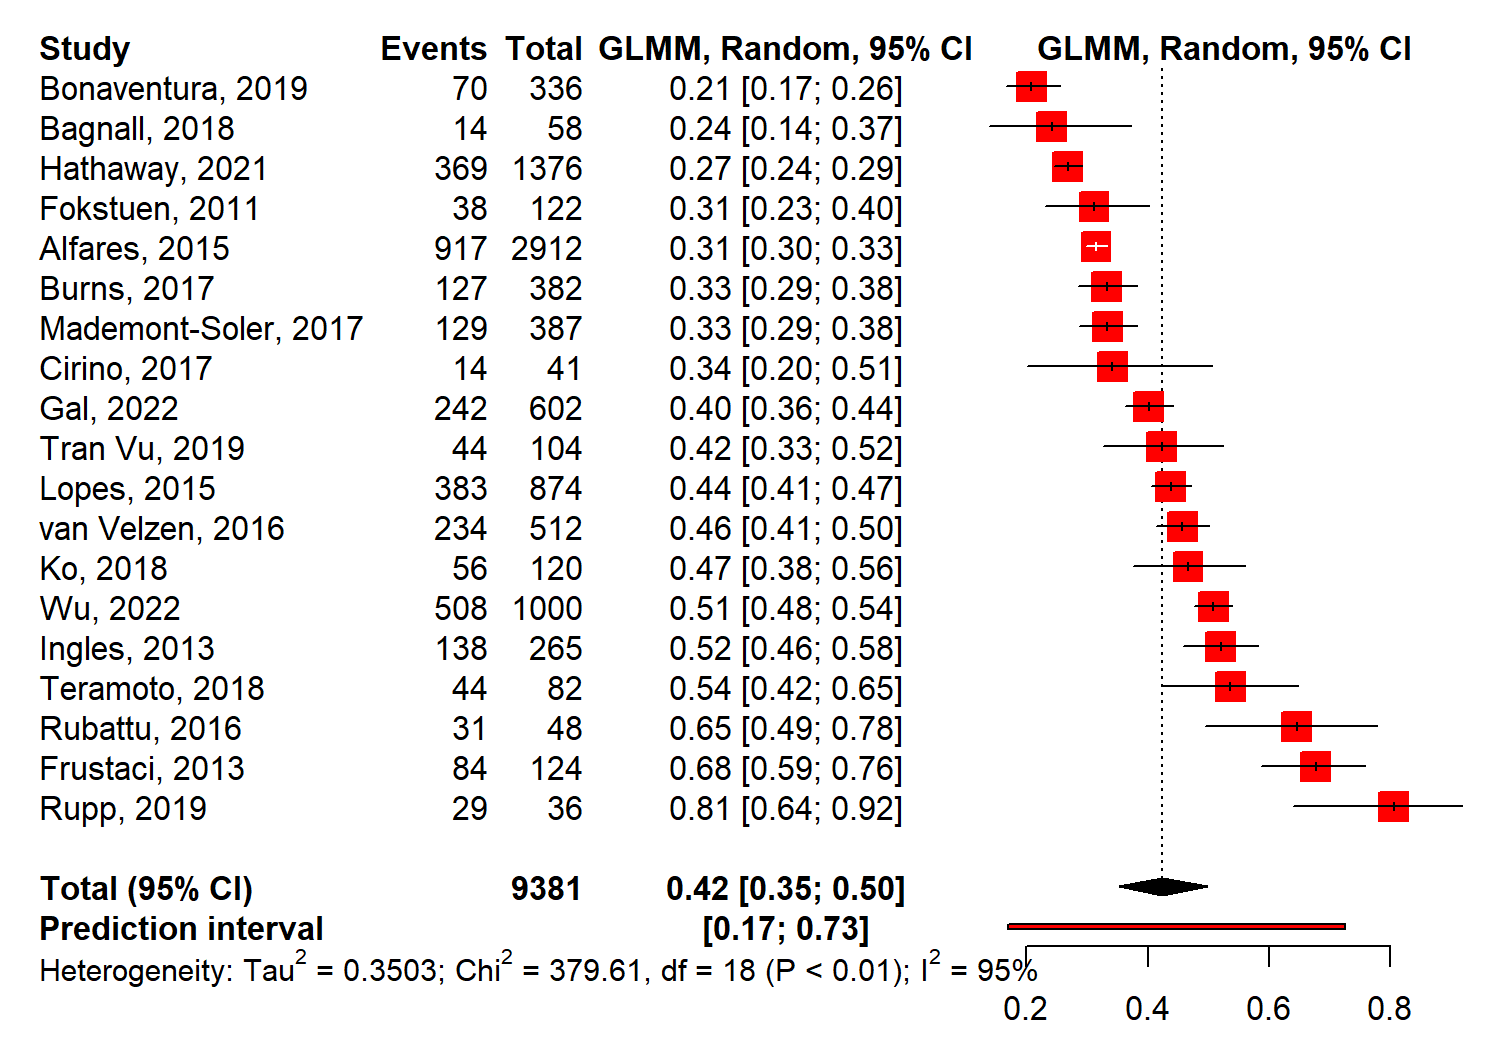 Study Events Total GLMM, Random, 95% CI GLMM, Random, 95% CI
Bonaventura, 2019 70 336 0.21 [0.17; 0.26]
Bagnall, 2018 14 58 0.24 [0.14; 0.37]
Hathaway, 2021 369 1376 0.27 [0.24; 0.29]
Fokstuen, 2011 38 122 0.31 [0.23; 0.40]
Alfares, 2015 917 2912 0.31 [0.30; 0.33]
Burns, 2017 127 382 0.33 [0.29; 0.38]
Mademont-Soler, 2017 129 387 0.33 [0.29; 0.38]
Cirino, 2017 14 41 0.34 [0.20; 0.51]
Gal, 2022 242 602 0.40 [0.36; 0.44]
Tran Vu, 2019 44 104 0.42 [0.33; 0.52]
Lopes, 2015 383 874 0.44 [0.41; 0.47]
van Velzen, 2016 234 512 0.46 [0.41; 0.50]
Ko, 2018 56 120 0.47 [0.38; 0.56]
Wu, 2022 508 1000 0.51 [0.48; 0.54]
Ingles, 2013 138 265 0.52 [0.46; 0.58]
Teramoto, 2018 44 82 0.54 [0.42; 0.65]
Rubattu, 2016 31 48 0.65 [0.49; 0.78]
Frustaci, 2013 84 124 0.68 [0.59; 0.76]
Rupp, 2019 29 36 0.81 [0.64; 0.92]
Total (95% CI) 9381 0.42 [0.35; 0.50]
Prediction interval [0.17; 0.73]
Heterogeneity: Tau² = 0.3503; Chi² = 379.61, df = 18 (P < 0.01); I² = 95%
0.2 0.4 0.6 0.8